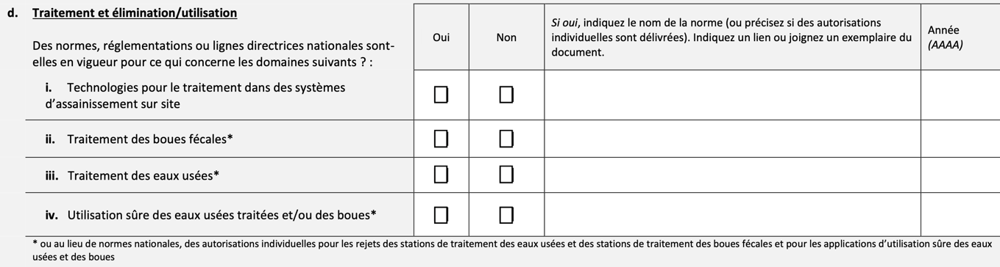 d. Traitement et élimination/utilisation
Des normes, réglementations ou lignes directrices nationales sont-
elles en vigueur pour ce qui concerne les domaines suivants ? :
Oui
Non
Si oui, indiquez le nom de la norme (ou précisez si des autorisations
individuelles sont délivrées). Indiquez un lien ou joignez un exemplaire du
document.
Année
(AAAA)
i. Technologies pour le traitement dans des systèmes
d’assainissement sur site
ii. Traitement des boues fécales*
iii. Traitement des eaux usées*
iv. Utilisation sûre des eaux usées traitées et/ou des boues*
* ou au lieu de normes nationales, des autorisations individuelles pour les rejets des stations de traitement des eaux usées et des stations de traitement des boues fécales et pour les applications d’utilisation sûre des eaux
usées et des boues